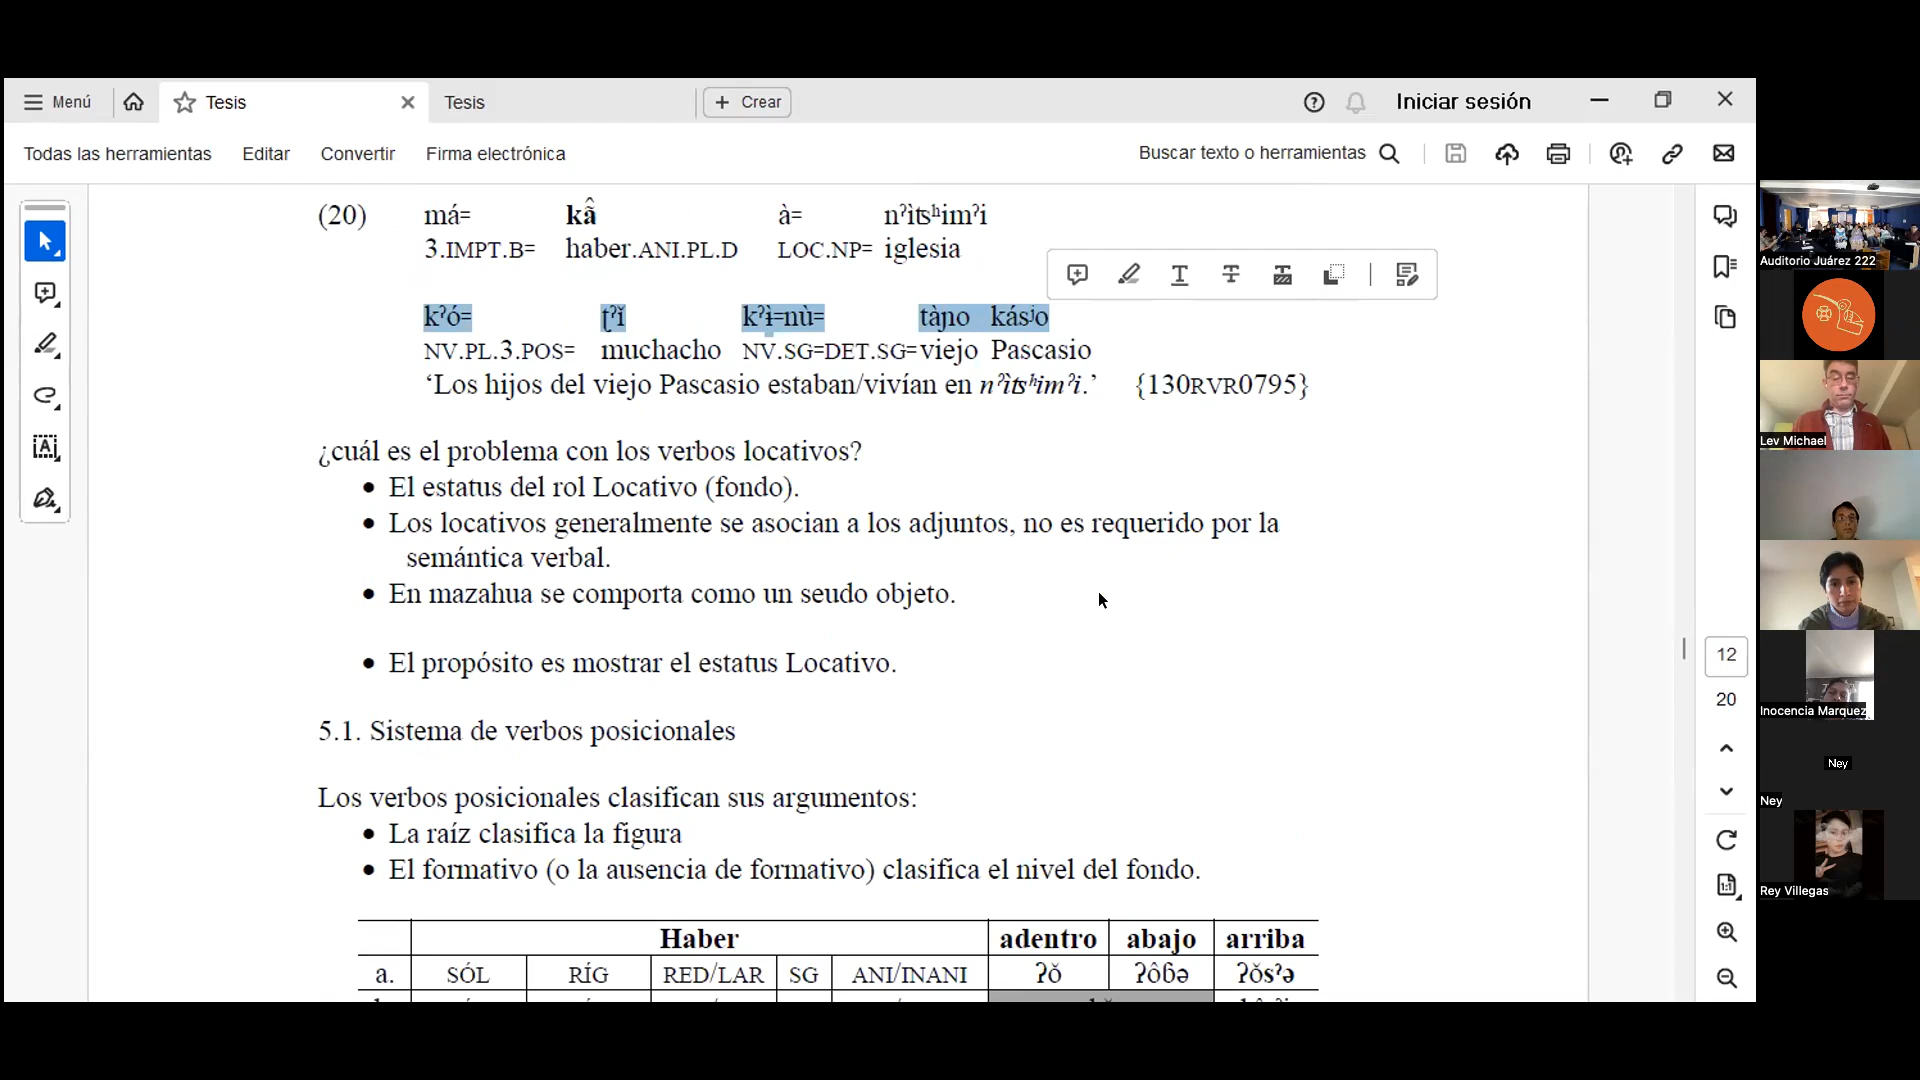 Menú
Tesis
Tesis
Crear
Iniciar sesión
Todas las herramientas
Editar
Convertir
Firma electrónica
Buscar texto o herramientas
(20) má= kã̂ à= nˀìtsʰimˀi
3.IMPT.B= haber.ANI.PL.D LOC.NP= iglesia
kˀó= ʈˀǐ kˀɨ̀=nù= tàɲo kásʲo
NV.PL.3.POS= muchacho NV.SG=DET.SG= viejo Pascasio
‘Los hijos del viejo Pascasio estaban/vivían en nˀìtsʰimˀi.’ {130RVR0795}
¿cuál es el problema con los verbos locativos?
• El estatus del rol Locativo (fondo).
• Los locativos generalmente se asocian a los adjuntos, no es requerido por la
semántica verbal.
• En mazahua se comporta como un seudo objeto.
• El propósito es mostrar el estatus Locativo.
5.1. Sistema de verbos posicionales
Los verbos posicionales clasifican sus argumentos:
• La raíz clasifica la figura
• El formativo (o la ausencia de formativo) clasifica el nivel del fondo.
Haber adentro abajo arriba
a. SÓL RÍG RED/LAR SG ANI/INANI ʔǒ ʔôɓə ʔǒsˀə
12
20
Auditorio Juárez 222
Lev Michael
Inocencia Marquez
Ney
Ney
Rey Villegas